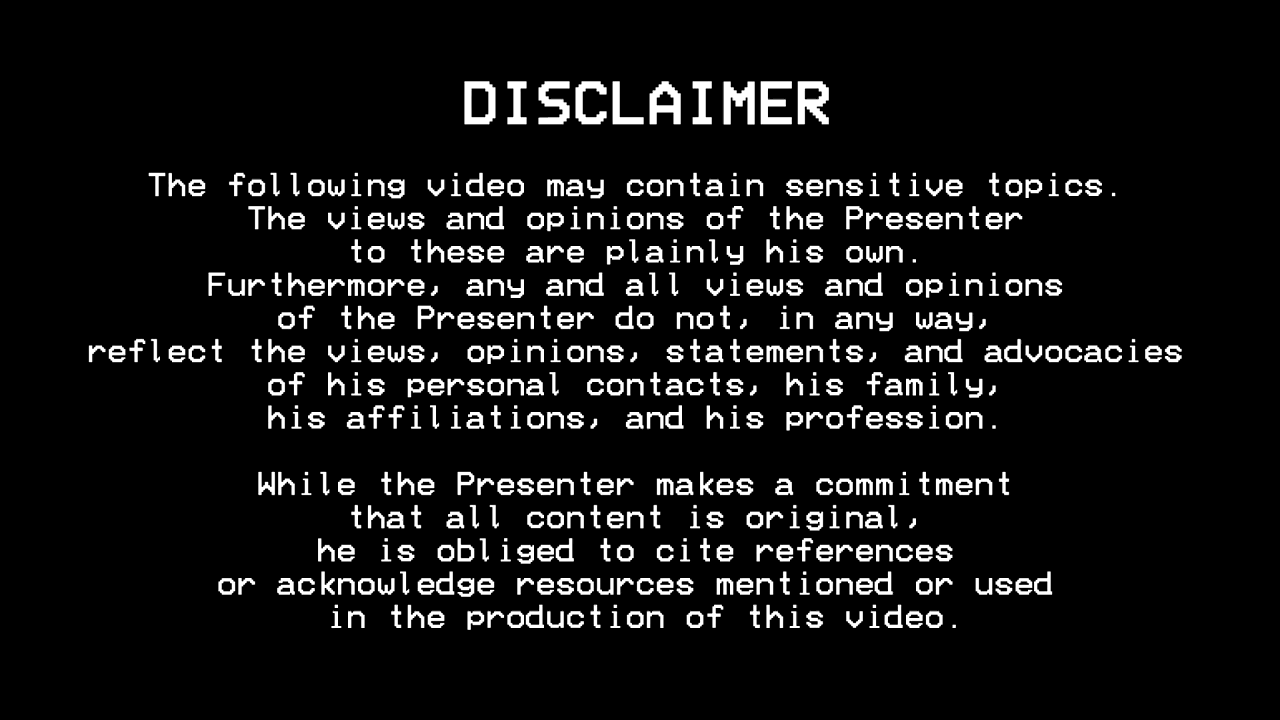 DISCLAIMER
The following video may contain sensitive topics.
The views and opinions of the Presenter
to these are plainly his own.
Furthermore, any and all views and opinions
of the Presenter do not, in any way,
reflect the views, opinions, statements, and advocacies
of his personal contacts, his family,
his affiliations, and his profession.
While the Presenter makes a commitment
that all content is original,
he is obliged to cite references
or acknowledge resources mentioned or used
in the production of this video.